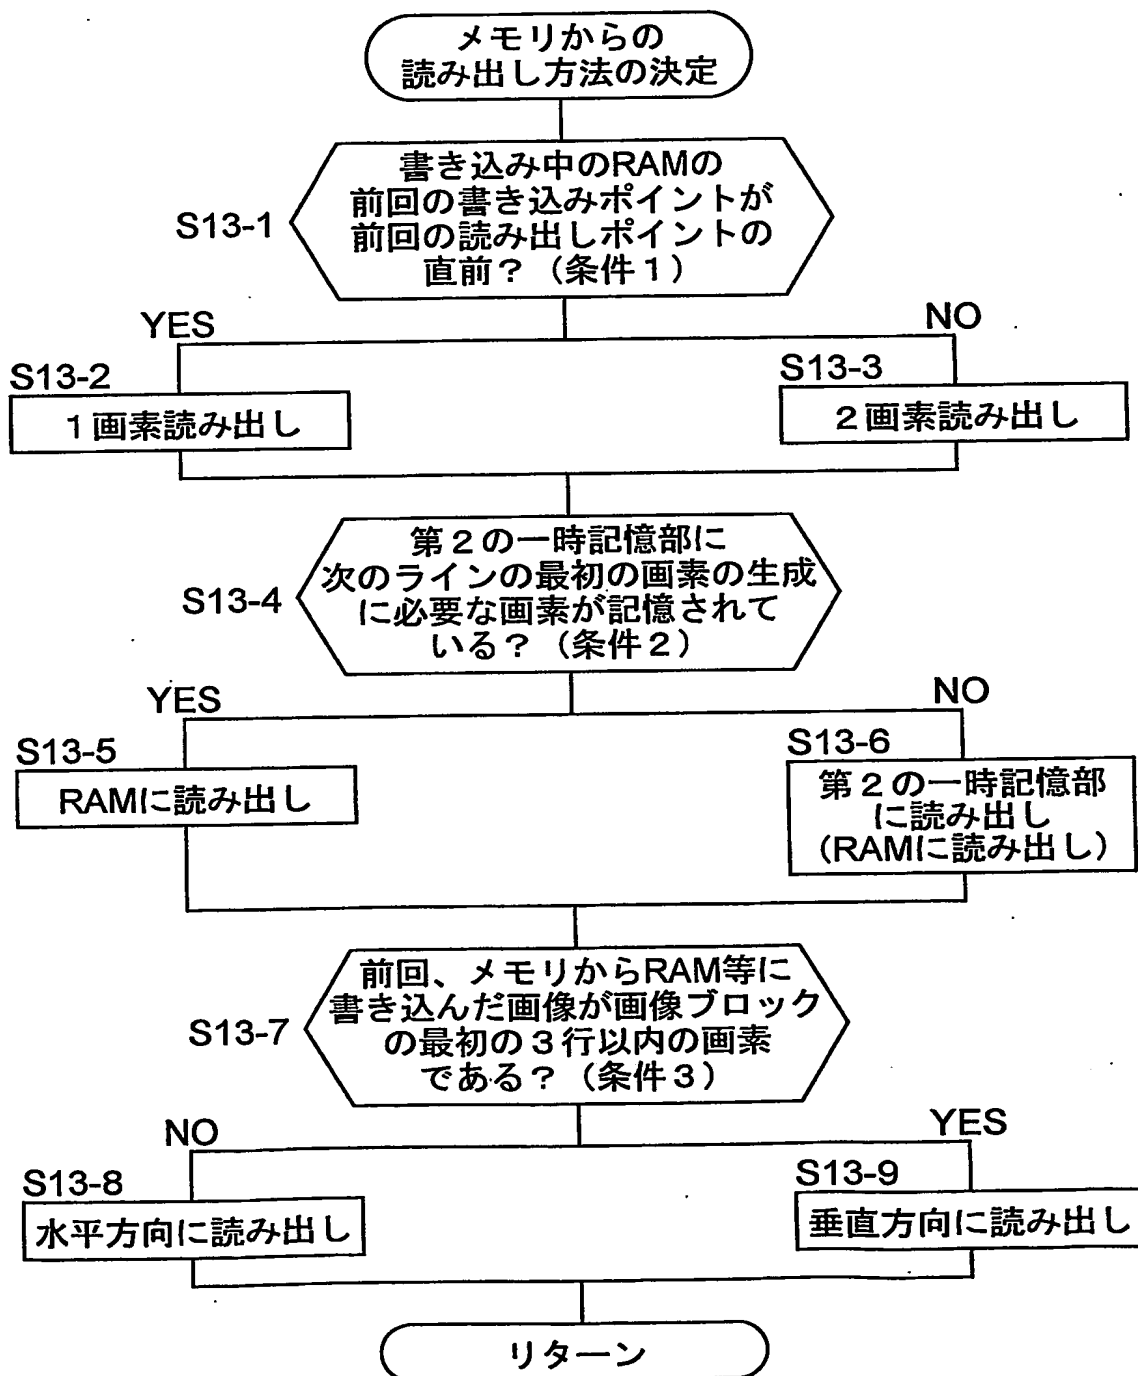 メモリからの
読み出し方法の決定
書き込み中のRAMの
前回の書き込みポイントが
前回の読み出しポイントの
直前？（条件１）
S13-1
YES
NO
S13-2
S13-3
１画素読み出し
２画素読み出し
第２の一時記憶部に
次のラインの最初の画素の生成
に必要な画素が記憶されて
いる？（条件２）
S13-4
YES
NO
S13-5
S13-6
RAMに読み出し
第２の一時記憶部
に読み出し
（RAMに読み出し）
前回、メモリからRAM等に
書き込んだ画像が画像ブロック
の最初の３行以内の画素
である？（条件３）
S13-7
NO
YES
S13-8
S13-9
水平方向に読み出し
垂直方向に読み出し
リターン